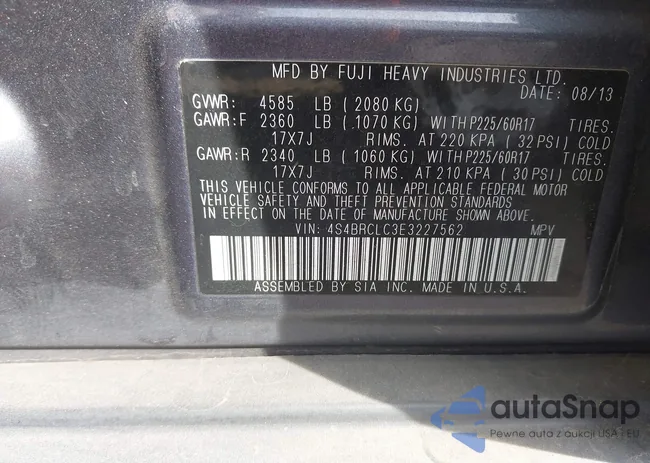 MFD BY FUJI HEAVY INDUSTRIES LTD.
DATE: 08/13
GVWR: 4585 LB ( 2080 KG)
GAWR:F 2360 LB ( 1070 KG) WITH P225/60R17 TIRES.
17X7J RIMS. AT 220 KPA ( 32 PSI) COLD
GAWR:R 2340 LB ( 1060 KG) WITH P225/60R17 TIRES.
17X7J RIMS. AT 210 KPA ( 30 PSI) COLD
THIS VEHICLE CONFORMS TO ALL APPLICABLE FEDERAL MOTOR
VEHICLE SAFETY AND THEFT PREVENTION STANDARDS
IN EFFECT ON THE DATE OF MANUFACTURE SHOWN ABOVE.
VIN: 4S4BRCLC3E3227562 MPV
ASSEMBLED BY SIA INC. MADE IN U.S.A.
autaSnap
Pewne auta z aukcji USA i EU